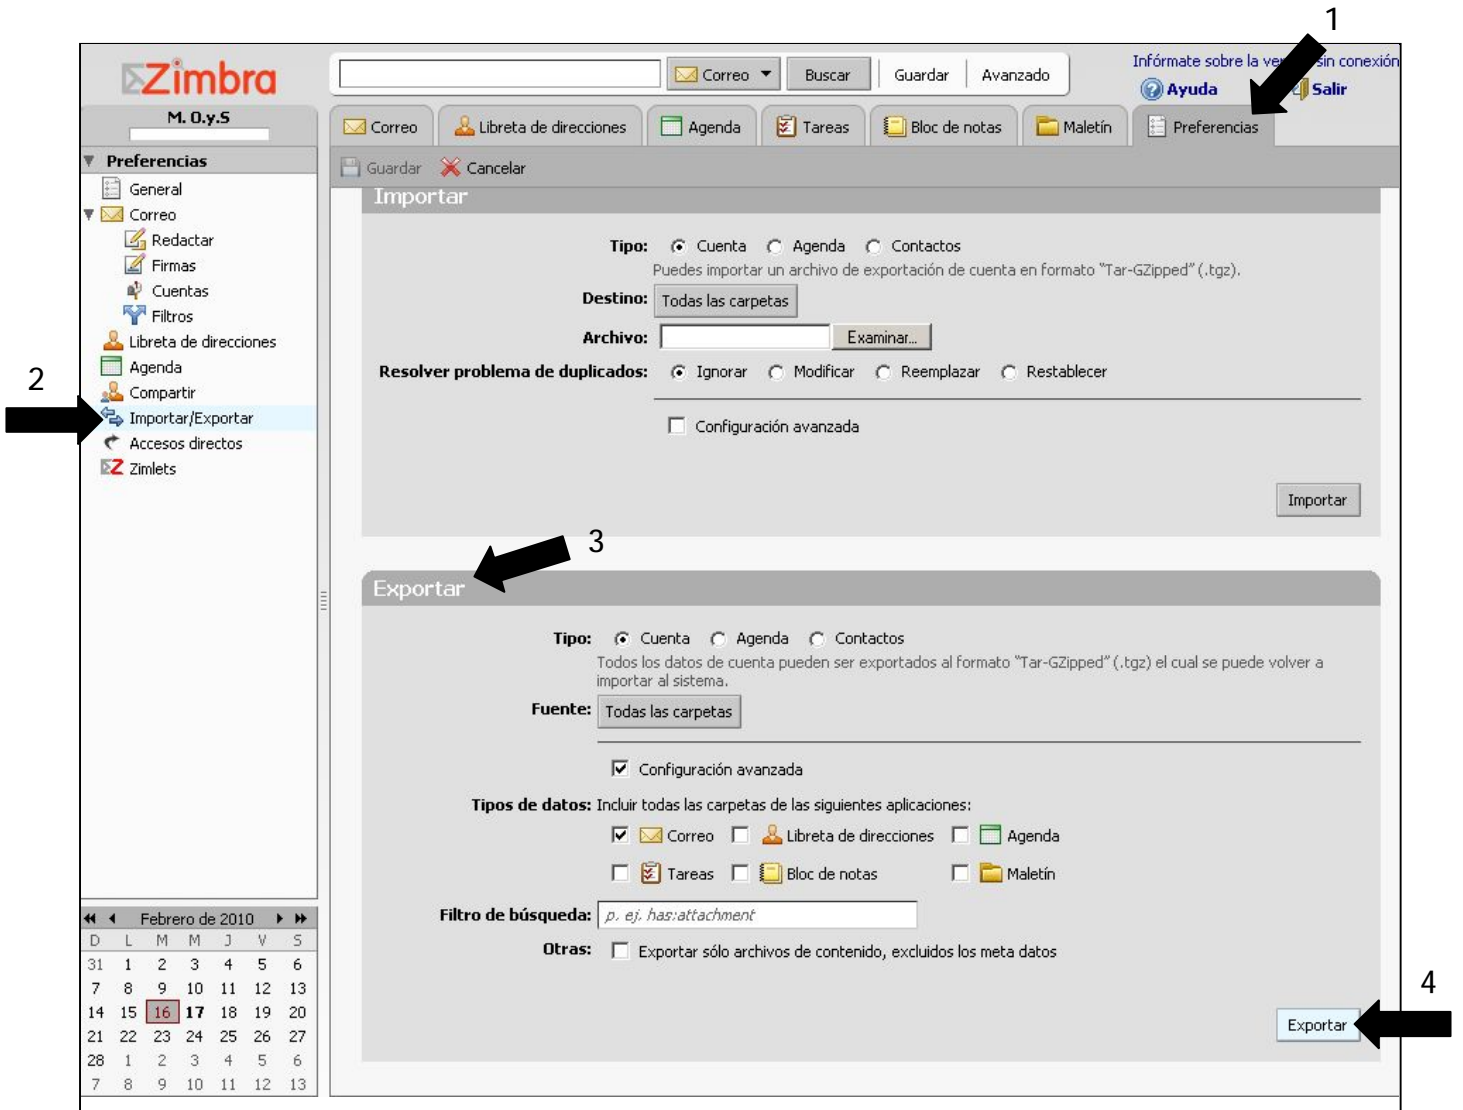 1
Zimbra
Correo Buscar Guardar Avanzado
Infórmate sobre la ve sin conexión
Ayuda Salir
M. O.y.S
Correo Libreta de direcciones Agenda Tareas Bloc de notas Maletín Preferencias
Guardar Cancelar
Preferencias
General
Correo
Redactar
Firmas
Cuentas
Filtros
Libreta de direcciones
Agenda
2
Compartir
Importar/Exportar
Accesos directos
Zimlets
Importar
Tipo: Cuenta Agenda Contactos
Puedes importar un archivo de exportación de cuenta en formato "Tar-GZipped" (.tgz).
Destino: Todas las carpetas
Archivo: Examinar...
Resolver problema de duplicados: Ignorar Modificar Reemplazar Restablecer
Configuración avanzada
Importar
3
Exportar
Tipo: Cuenta Agenda Contactos
Todos los datos de cuenta pueden ser exportados al formato "Tar-GZipped" (.tgz) el cual se puede volver a
importar al sistema.
Fuente: Todas las carpetas
Configuración avanzada
Tipos de datos: Incluir todas las carpetas de las siguientes aplicaciones:
Correo Libreta de direcciones Agenda
Tareas Bloc de notas Maletín
Filtro de búsqueda: p. ej. has:attachment
Otras: Exportar sólo archivos de contenido, excluidos los meta datos
4
Exportar
Febrero de 2010
D L M M J V S
31 1 2 3 4 5 6
7 8 9 10 11 12 13
14 15 16 17 18 19 20
21 22 23 24 25 26 27
28 1 2 3 4 5 6
7 8 9 10 11 12 13